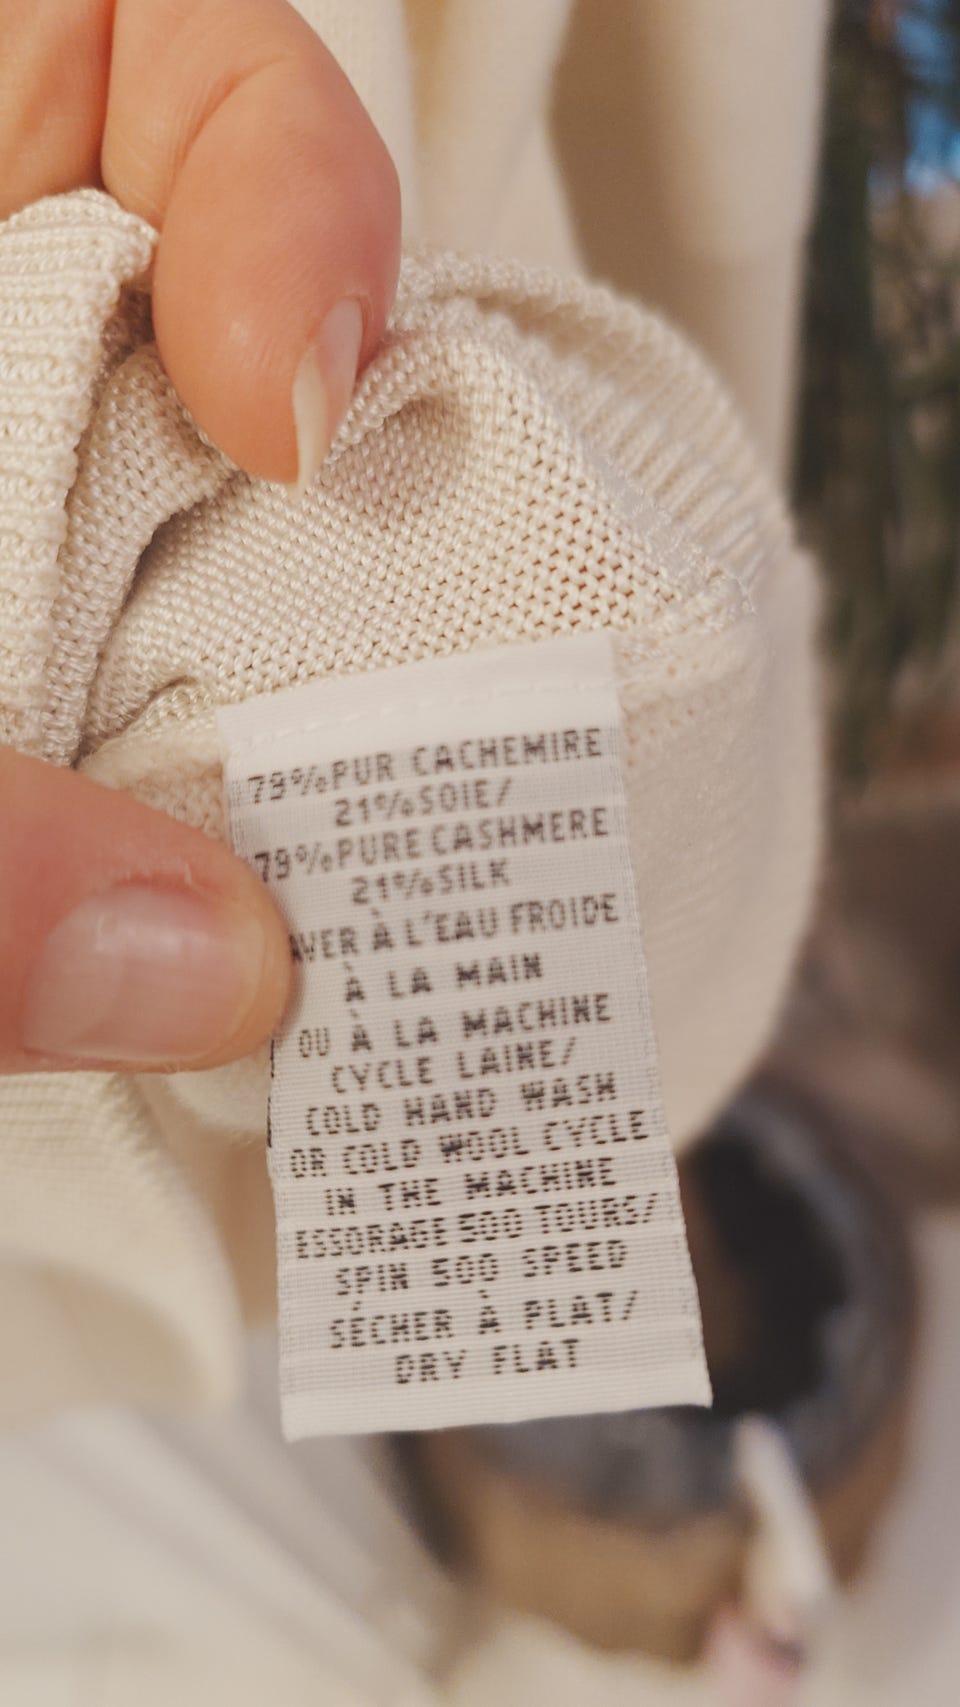 79% PUR CACHEMIRE
21% SOIE/
79% PURE CASHMERE
21% SILK
À L'EAU FROIDE
À LA MAIN
OU À LA MACHINE
CYCLE LAINE/
COLD HAND WASH
OR COLD WOOL CYCLE
IN THE MACHINE
ESSORAGE 500 TOURS/
SPIN 500 SPEED
SÉCHER À PLAT/
DRY FLAT